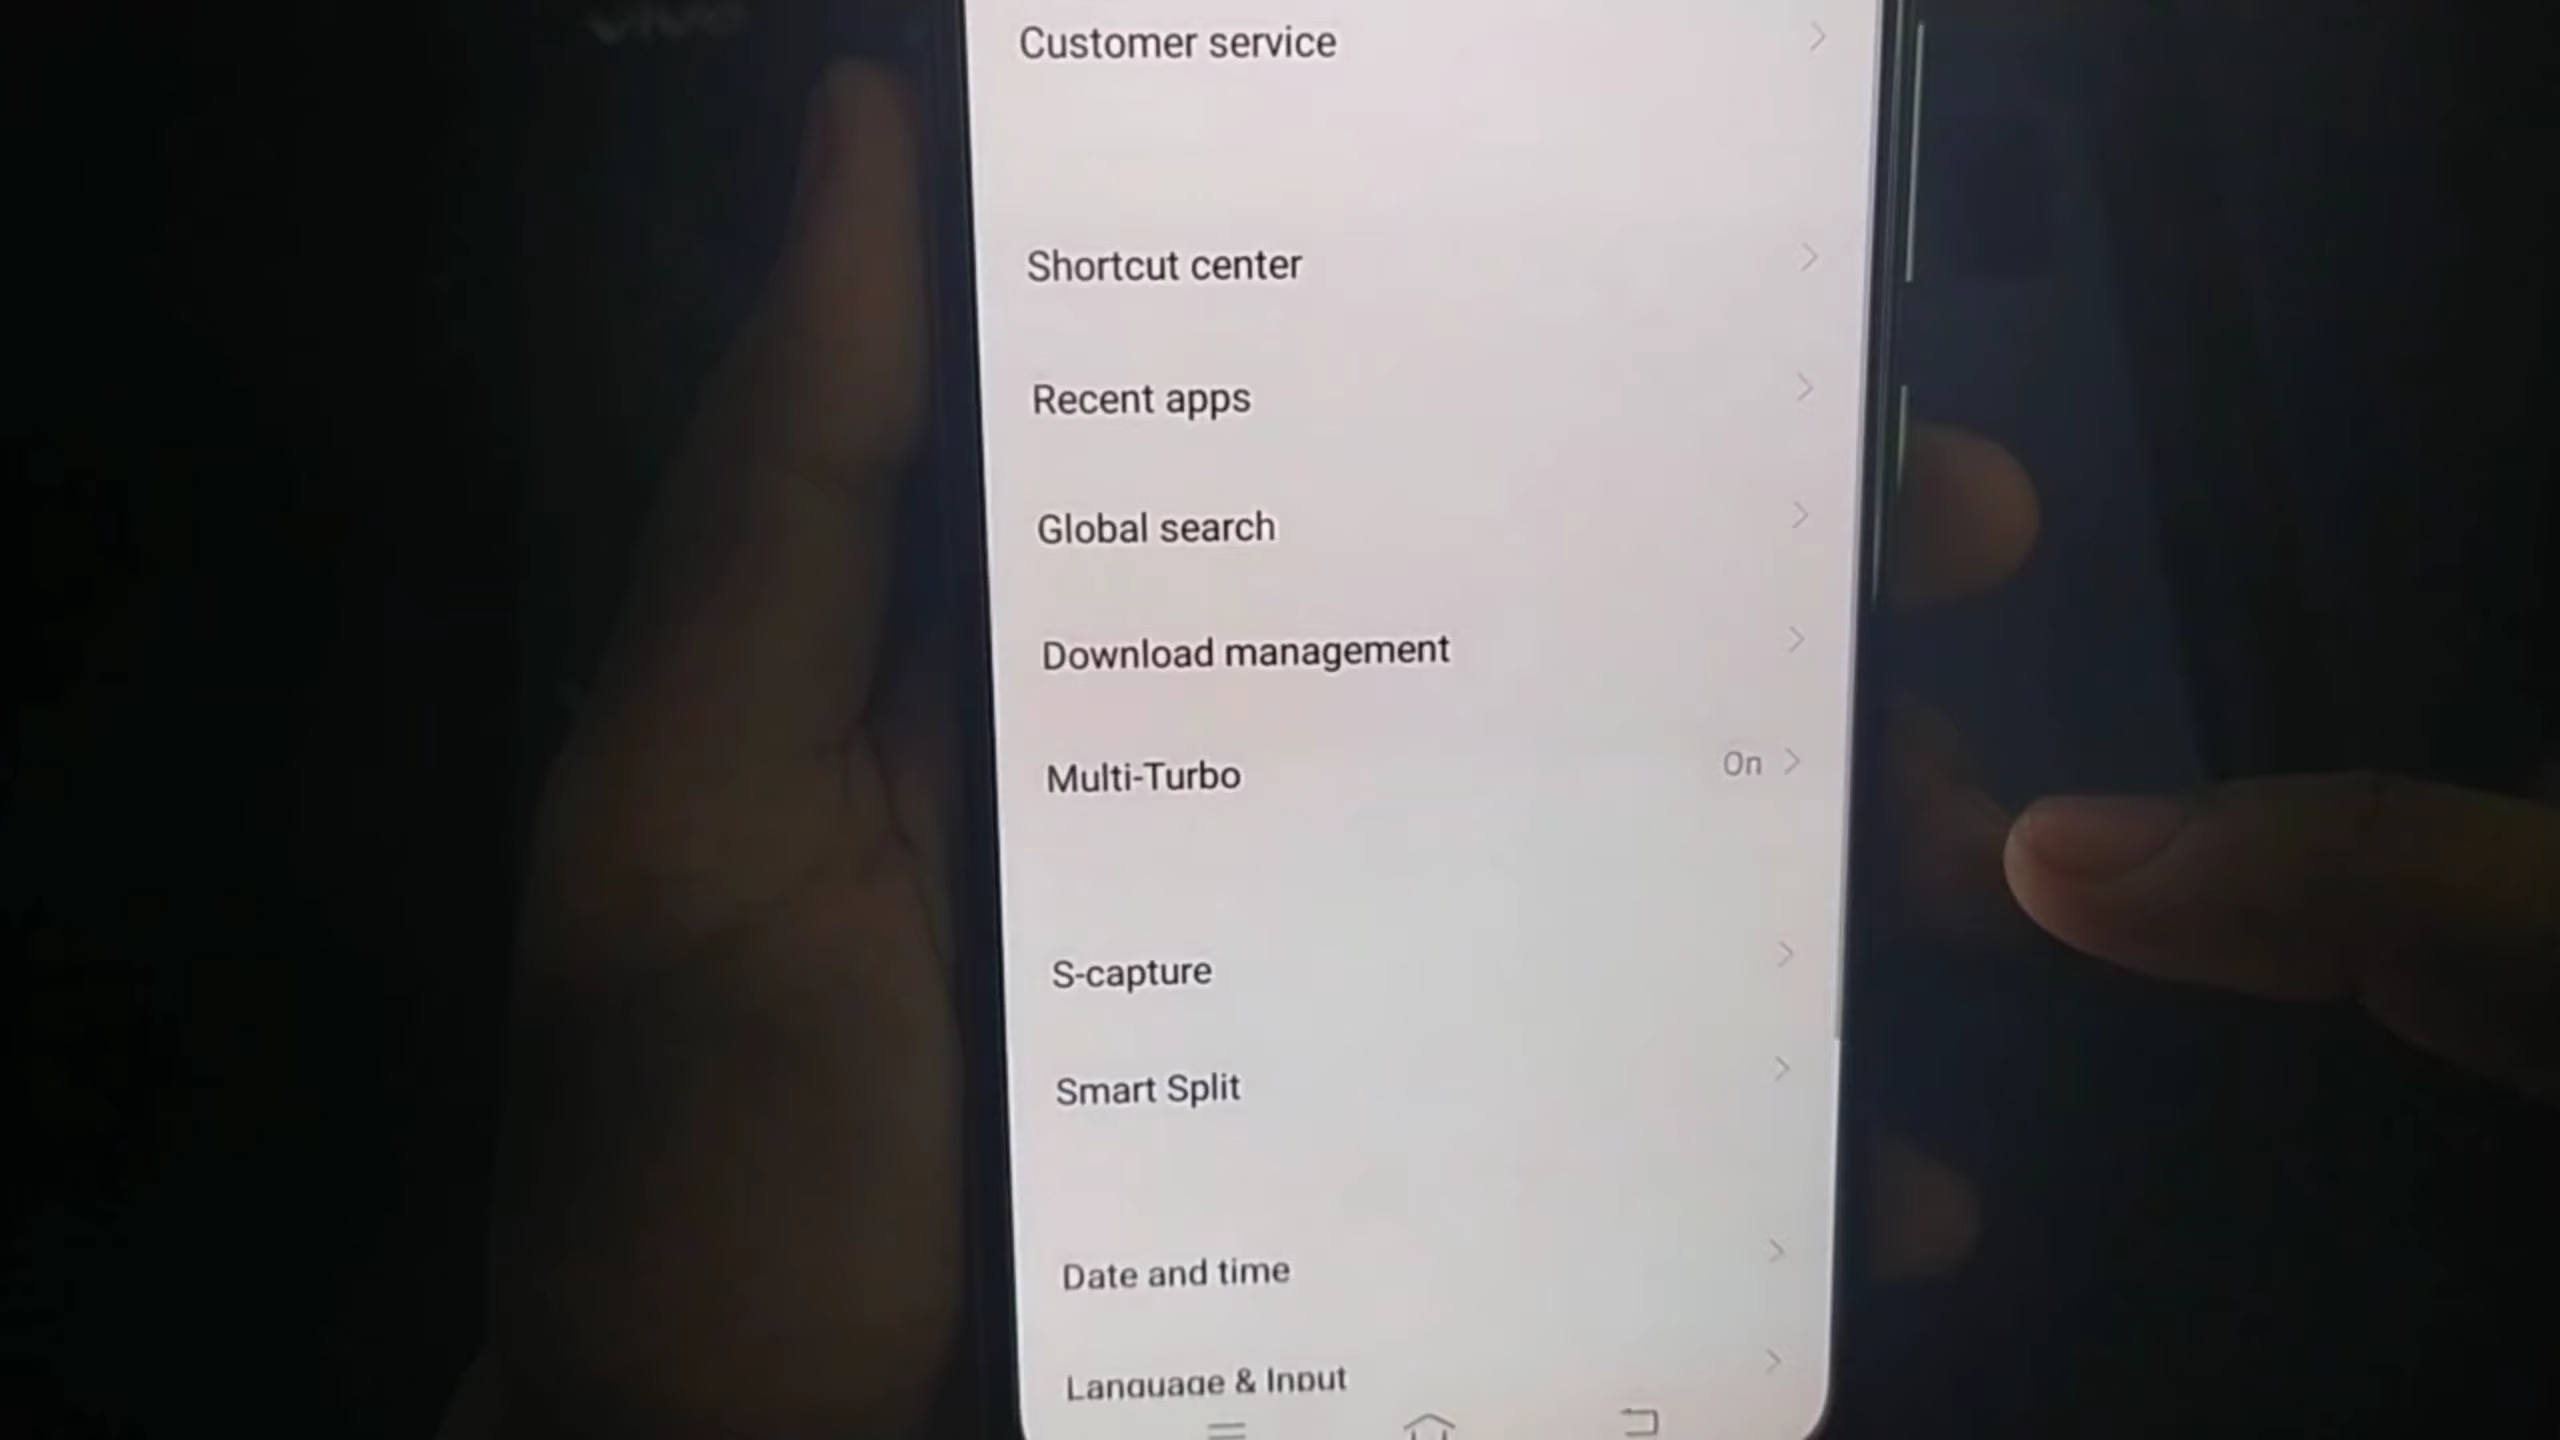 vivo
Customer service
Shortcut center
Recent apps
Global search
Download management
Multi-Turbo On
S-capture
Smart Split
Date and time
Language & Input